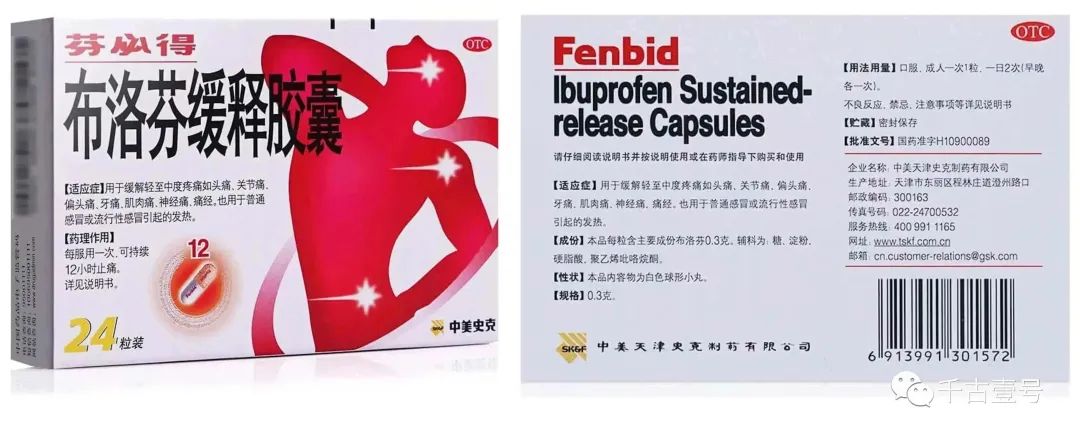 芬必得
OTC
布洛芬缓释胶囊
【适应症】用于缓解轻至中度疼痛如头痛、关节痛、
偏头痛、牙痛、肌肉痛、神经痛、痛经。也用于普通
感冒或流行性感冒引起的发热。
【药理作用】
每服用一次，可持续
12小时止痛。
详见说明书。
12
24粒装
SK&F
中美史克
OTC
Fenbid
Ibuprofen Sustained-
release Capsules
请仔细阅读说明书并按说明使用或在药师指导下购买和使用
【适应症】用于缓解轻至中度疼痛如头痛、关节痛、偏头痛、
牙痛、肌肉痛、神经痛、痛经。也用于普通感冒或流行性感冒
引起的发热。
【成份】本品每粒含主要成份布洛芬0.3克。辅料为：糖、淀粉、
硬脂酸、聚乙烯吡咯烷酮。
【性状】本品内容物为白色球形小丸。
【规格】0.3克。
SK&F
中美天津史克制药有限公司
【用法用量】口服，成人一次1粒，一日2次(早晚
各一次)。
不良反应、禁忌、注意事项等详见说明书
【贮藏】密封保存
【批准文号】国药准字H10900089
企业名称：中美天津史克制药有限公司
生产地址：天津市东丽区程林庄道澄州路口
邮政编码：300163
传真号码：022-24700532
服务热线：400 991 1165
网址：www.tskf.com.cn
邮箱：cn.customer-relations@gsk.com
6 913991 301572
千古壹号